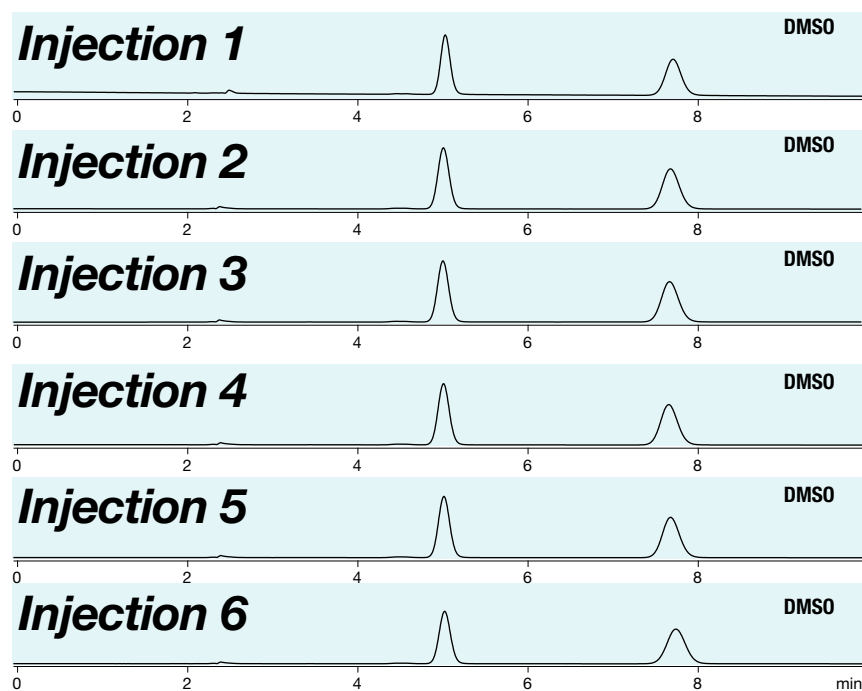 Injection 1 DMSO
0 2 4 6 8
Injection 2 DMSO
0 2 4 6 8
Injection 3 DMSO
0 2 4 6 8
Injection 4 DMSO
0 2 4 6 8
Injection 5 DMSO
0 2 4 6 8
Injection 6 DMSO
0 2 4 6 8 min